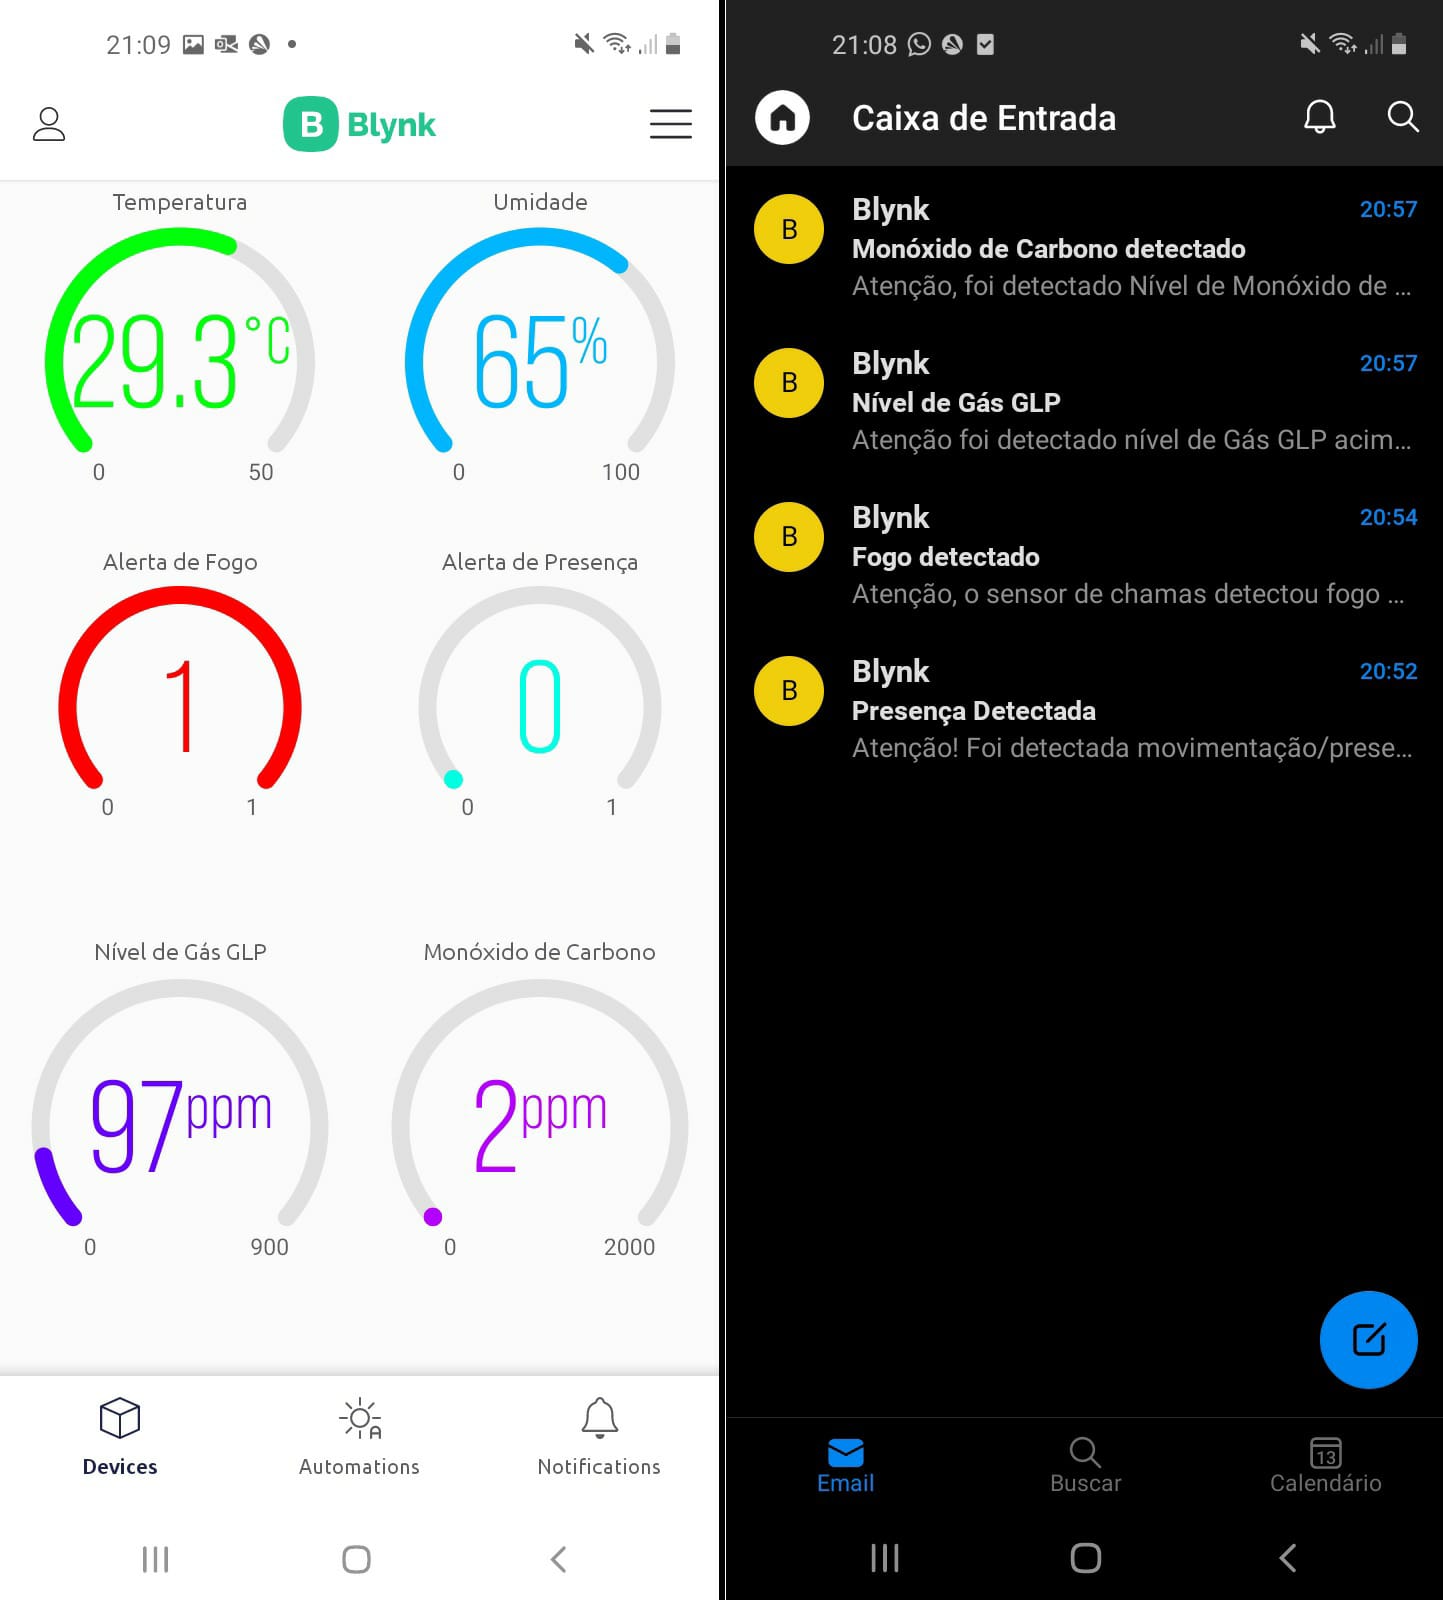 21:09
B Blynk
Temperatura
Umidade
29.3°C
65%
0
50
0
100
Alerta de Fogo
Alerta de Presença
1
0
0
1
0
1
Nível de Gás GLP
Monóxido de Carbono
97ppm
2ppm
0
900
0
2000
Devices
Automations
Notifications
21:08
Caixa de Entrada
B
Blynk
20:57
Monóxido de Carbono detectado
Atenção, foi detectado Nível de Monóxido de ...
B
Blynk
20:57
Nível de Gás GLP
Atenção foi detectado nível de Gás GLP acim...
B
Blynk
20:54
Fogo detectado
Atenção, o sensor de chamas detectou fogo ...
B
Blynk
20:52
Presença Detectada
Atenção! Foi detectada movimentação/prese...
13
Email
Buscar
Calendário